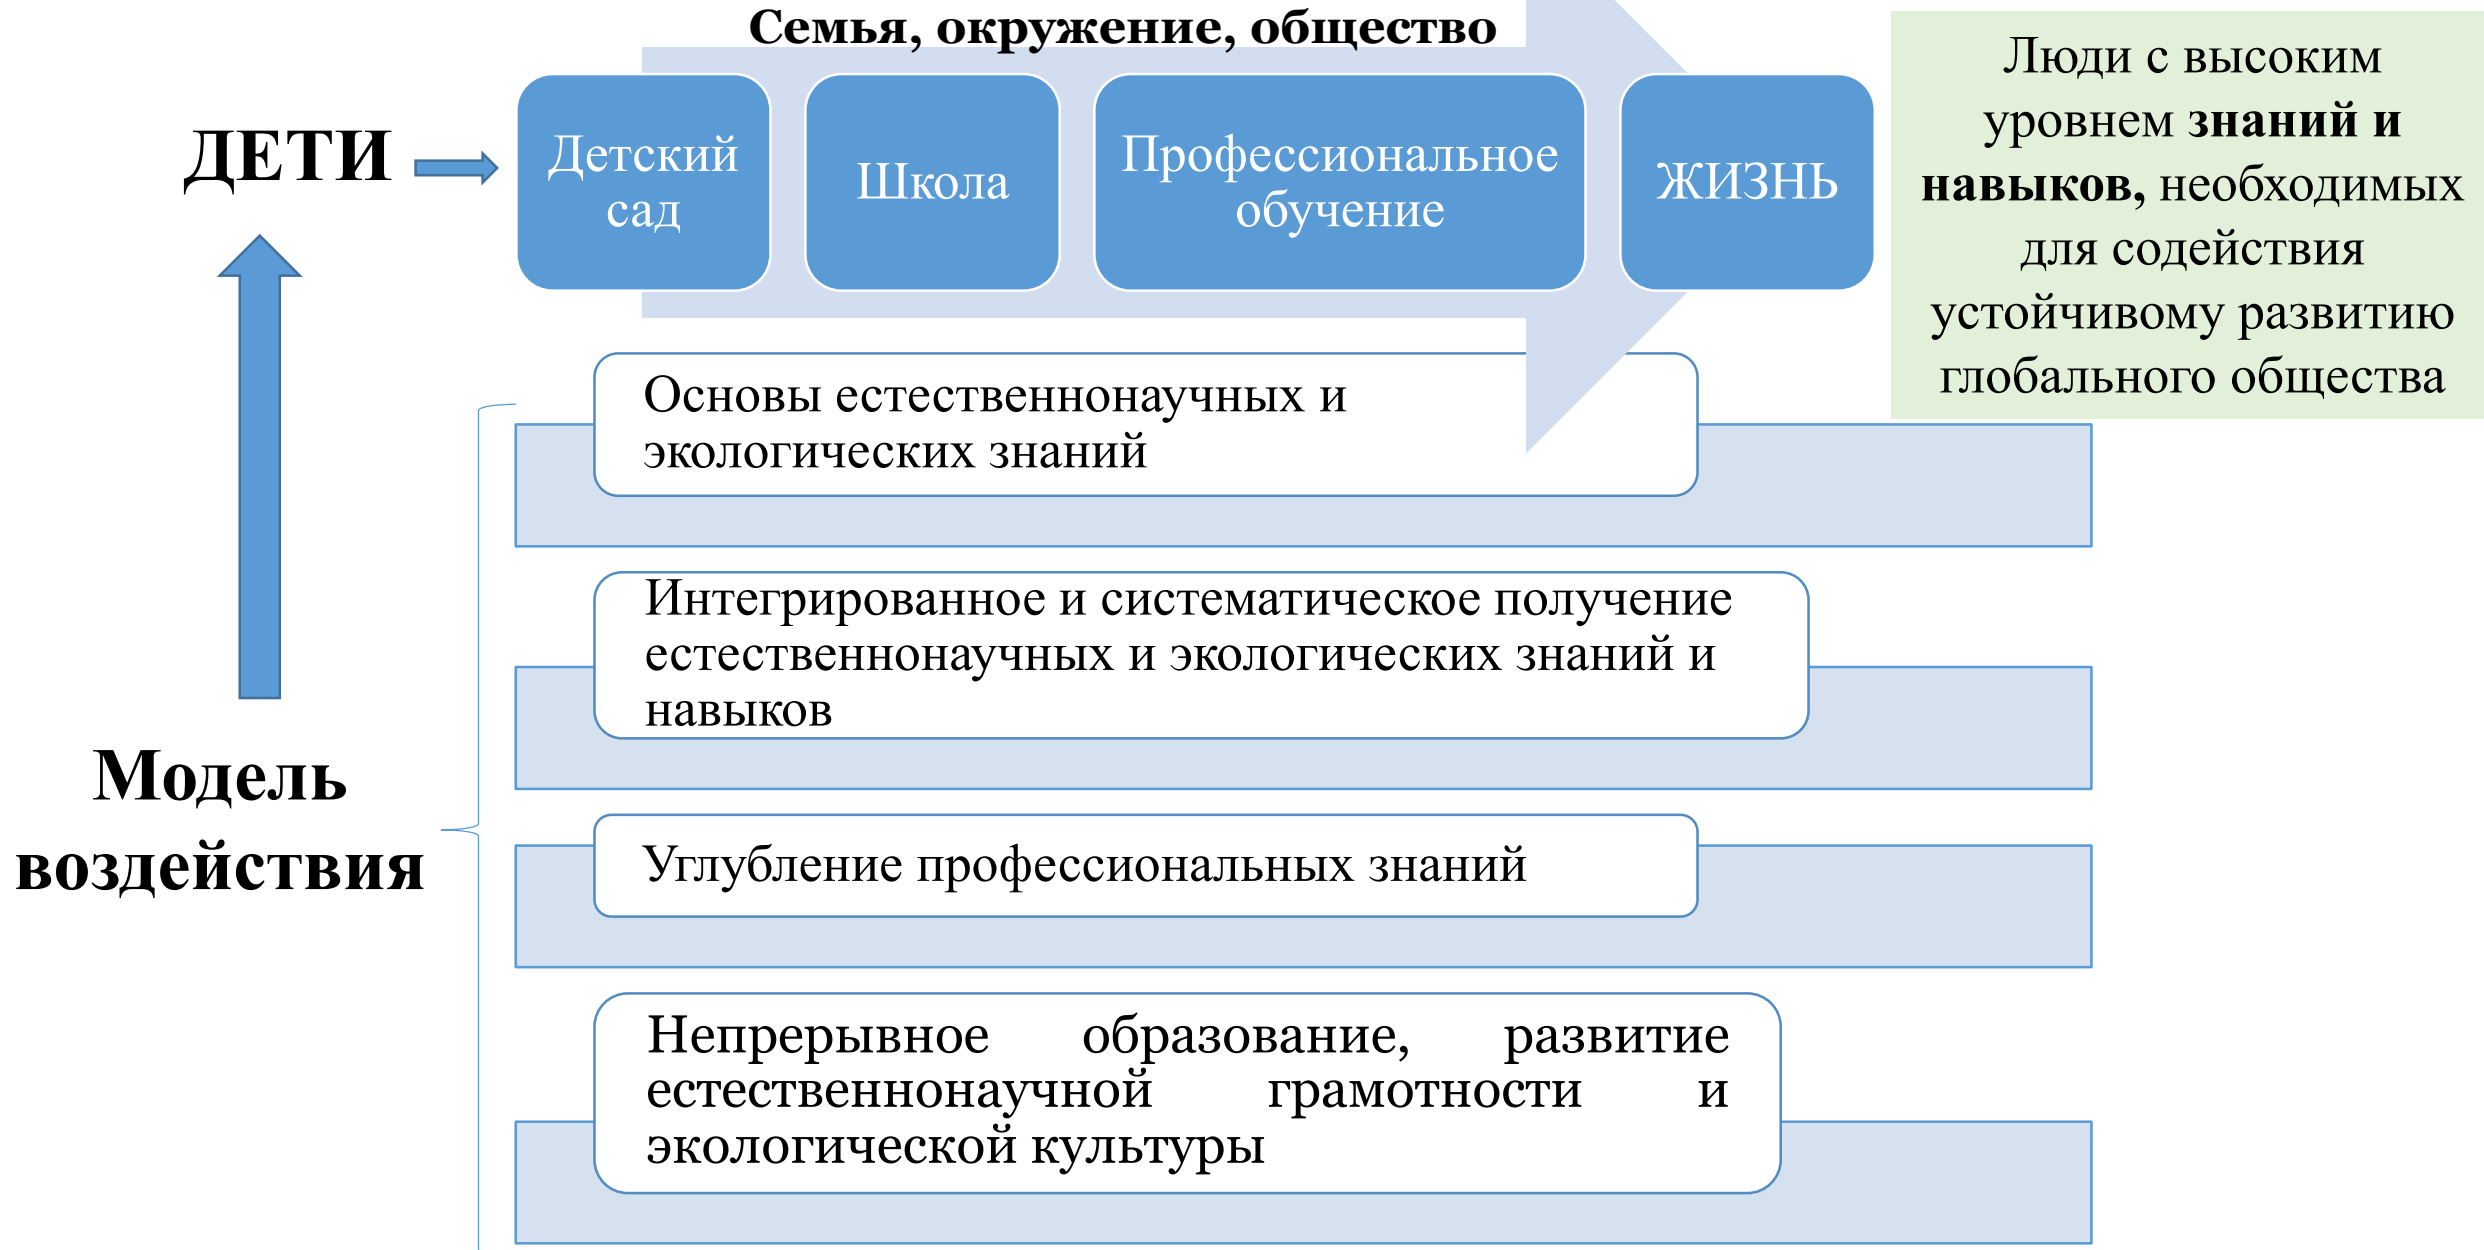 Семья, окружение, общество
ДЕТИ
Детский
сад
Школа
Профессиональное
обучение
ЖИЗНЬ
Люди с высоким
уровнем знаний и
навыков, необходимых
для содействия
устойчивому развитию
глобального общества
Основы естественнонаучных и
экологических знаний
Интегрированное и систематическое получение
естественнонаучных и экологических знаний и
навыков
Модель
воздействия
Углубление профессиональных знаний
Непрерывное образование, развитие
естественнонаучной грамотности и
экологической культуры